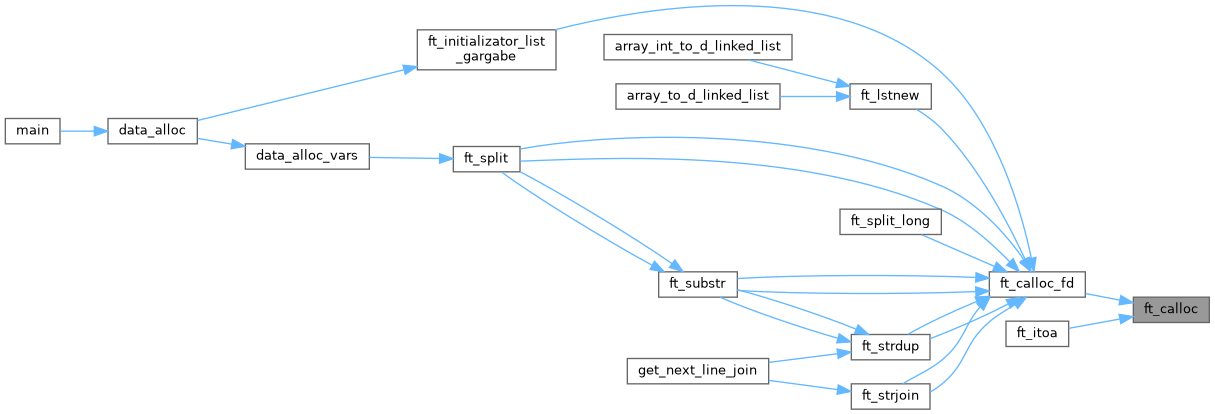 ft_initializator_list
_gargabe
array_int_to_d_linked_list
array_to_d_linked_list
ft_lstnew
main
data_alloc
data_alloc_vars
ft_split
ft_split_long
ft_substr
ft_calloc_fd
ft_calloc
ft_itoa
ft_strdup
get_next_line_join
ft_strjoin